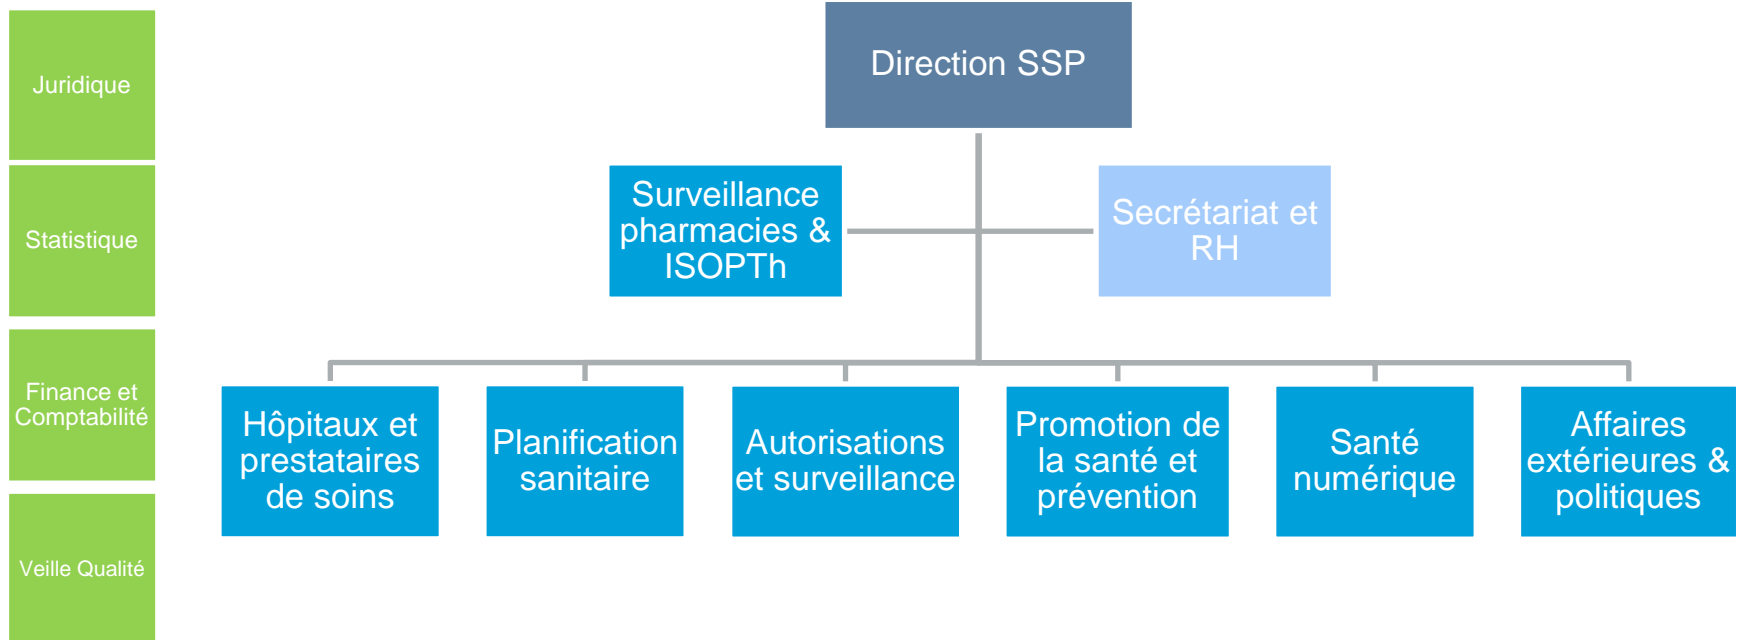 Juridique
Statistique
Finance et
Comptabilité
Veille Qualité
Direction SSP
Surveillance
pharmacies &
ISOPTh
Secrétariat et
RH
Hôpitaux et
prestataires
de soins
Planification
sanitaire
Autorisations
et surveillance
Promotion de
la santé et
prévention
Santé
numérique
Affaires
extérieures &
politiques